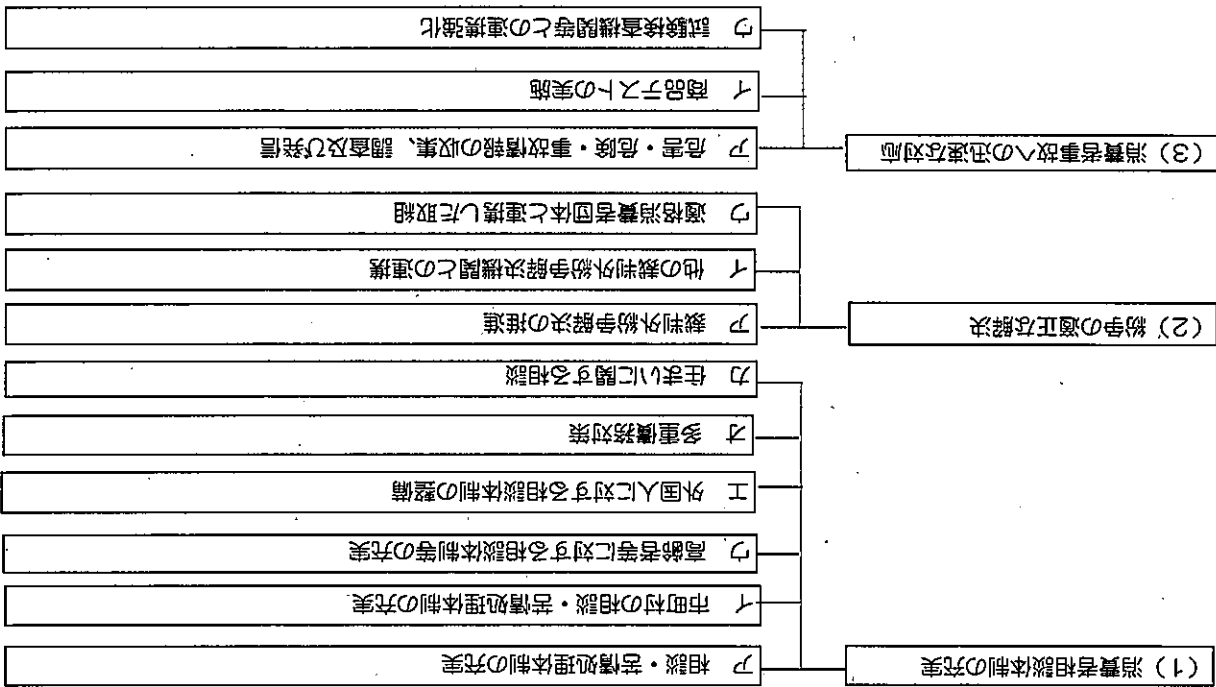 (1) 消費者相談体制の充実
ア 相談・苦情処理体制の充実
イ 市町村の相談・苦情処理体制の充実
ウ 高齢者等に対する相談体制等の充実
エ 外国人に対する相談体制の整備
オ 多重債務対策
カ 住まいに関する相談
(2) 紛争の適正な解決
ア 裁判外紛争解決の推進
イ 他の裁判外紛争解決機関との連携
ウ 適格消費者団体と連携した取組
(3) 消費者事故への迅速な対応
ア 危害・危険・事故情報の収集、調査及び発信
イ 商品テストの実施
ウ 試験検査機関等との連携強化